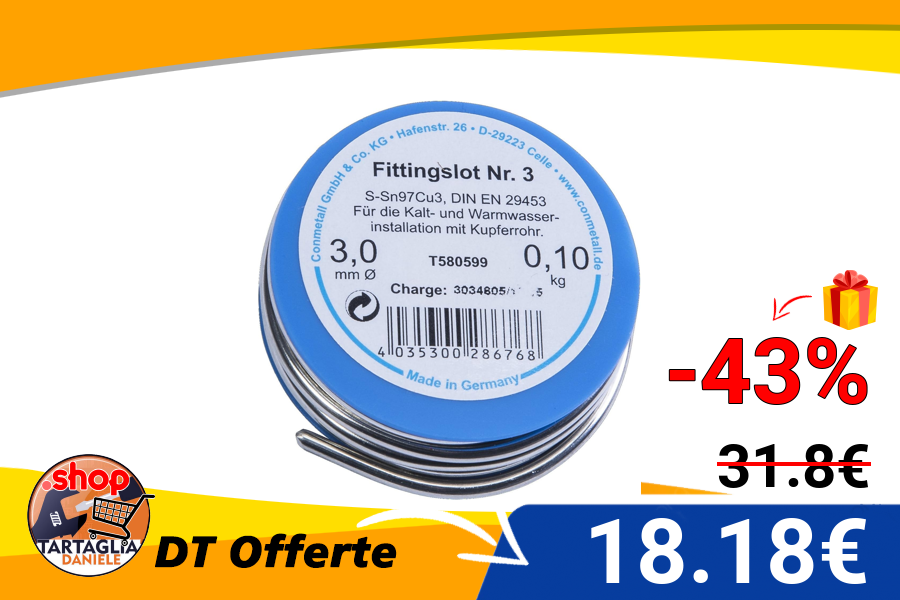 Conmetall GmbH & Co. KG • Hafenstr. 26 • D-29223 Celle • www.conmetall.de
Fittingslot Nr. 3
S-Sn97Cu3, DIN EN 29453
Für die Kalt- und Warmwasser-
installation mit Kupferrohr.
3,0
mm Ø
T580599
0,10
kg
Charge:
4 035300 286768
Made in Germany
-43%
31.8€
18.18€
.shop
TARTAGLIA
DANIELE
DT Offerte